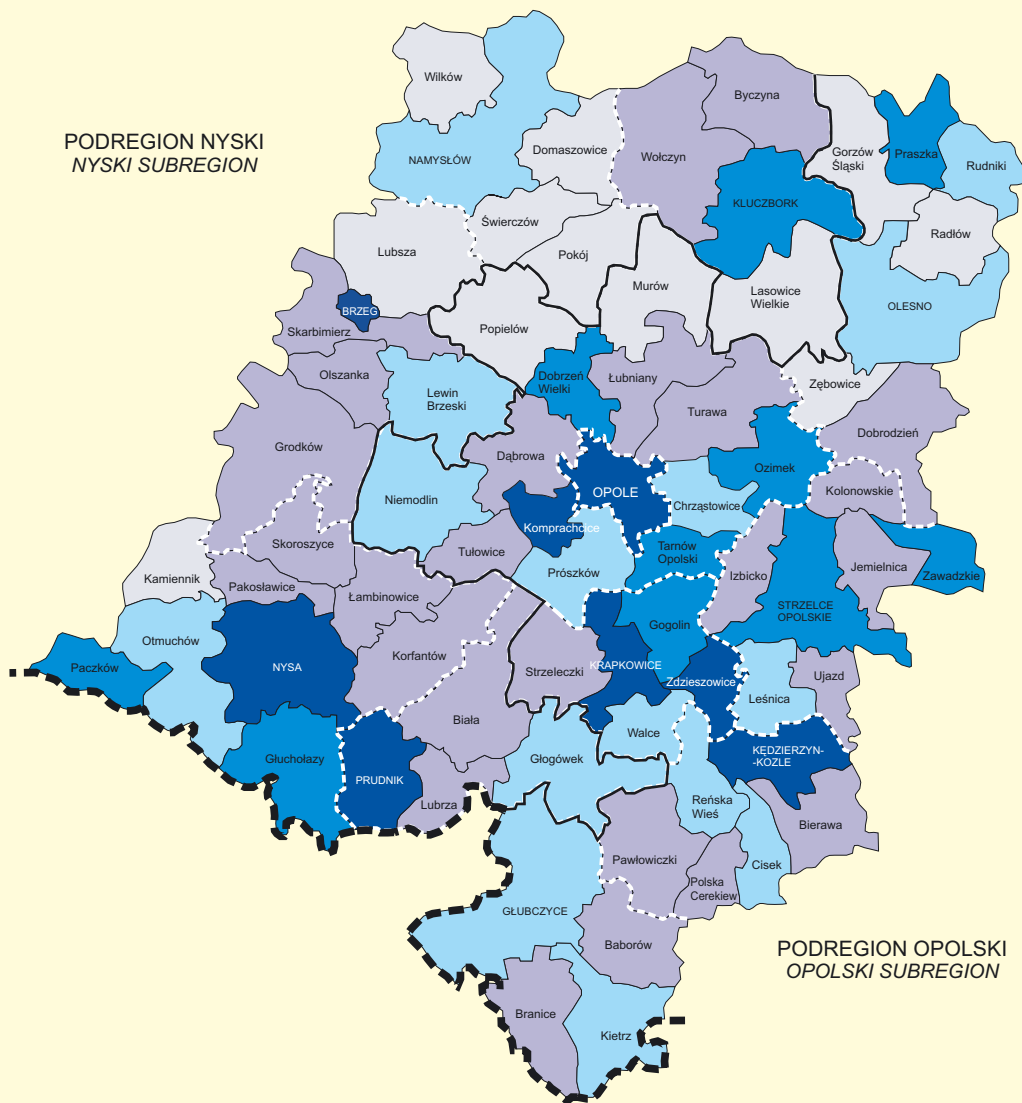 Wilków
Byczyna
PODREGION NYSKI
NYSKI SUBREGION
NAMYSŁÓW
Domaszowice
Wołczyn
Gorzów
Śląski
Praszka
Rudniki
KLUCZBORK
Świerczów
Radłów
Lubsza
Pokój
Murów
Lasowice
Wielkie
OLESNO
BRZEG
Skarbimierz
Popielów
Olszanka
Lewin
Brzeski
Dobrzeń
Wielki
Łubniany
Turawa
Zębowice
Dobrodzień
Grodków
Dąbrowa
Ozimek
Niemodlin
OPOLE
Chrząstowice
Kolonowskie
Komprachcice
Skoroszyce
Tułowice
Tarnów
Opolski
Prószków
Izbicko
Jemielnica
Zawadzkie
Kamiennik
Pakosławice
Łambinowice
STRZELCE
OPOLSKIE
Otmuchów
Gogolin
Paczków
NYSA
Korfantów
Strzeleczki
KRAPKOWICE
Zdzieszowice
Ujazd
Leśnica
Biała
Walce
Głuchołazy
Głogówek
KĘDZIERZYN-
-KOZLE
PRUDNIK
Lubrza
Reńska
Wieś
Bierawa
Pawłowiczki
Cisek
Polska
Cerekiew
GŁUBCZYCE
Baborów
PODREGION OPOLSKI
OPOLSKI SUBREGION
Branice
Kietrz